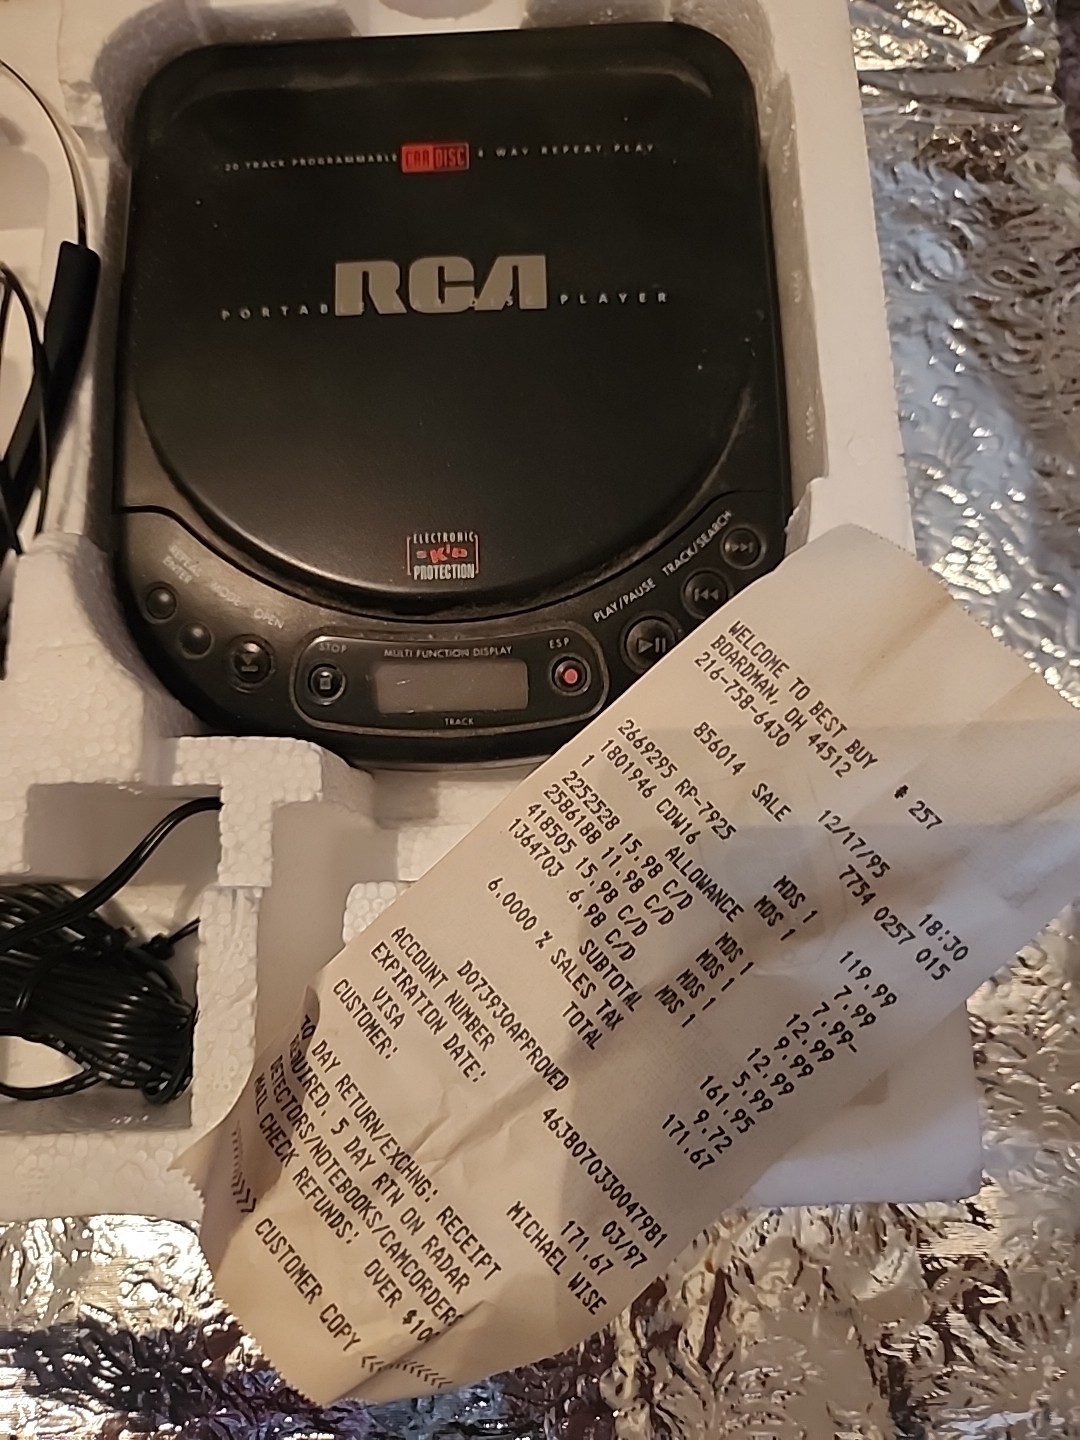 20 TRACK PROGRAMMABLE CAR DISC 4 WAY REPEAT PLAY
RCA
PORTABLE DISC PLAYER
ELECTRONIC
SKIP
PROTECTION
MODE
OPEN
STOP
MULTI FUNCTION DISPLAY
ESP
TRACK
PLAY/PAUSE
TRACK/SEARCH
WELCOME TO BEST BUY # 257
BOARDMAN, OH 44512
216-758-6430 12/17/95 18:30
856014 SALE 7754 0257 015
2669295 RP-7925 MDS 1 119.99
1801946 CDW16 MDS 1 7.99
1 ALLOWANCE 7.99-
2252528 15.98 C/D MDS 1 12.99
2586188 11.98 C/D MDS 1 9.99
418505 15.98 C/D MDS 1 12.99
1364703 6.98 C/D MDS 1 5.99
SUBTOTAL 161.95
6.0000 % SALES TAX 9.72
TOTAL 171.67
DO73930APPROVED
ACCOUNT NUMBER 4638070330047981
EXPIRATION DATE: 03/97
VISA 171.67
CUSTOMER: MICHAEL WISE
30 DAY RETURN/EXCHNG: RECEIPT
REQUIRED. 5 DAY RTN ON RADAR
DETECTORS/NOTEBOOKS/CAMCORDERS
MAIL CHECK REFUNDS: OVER $100
>>>>>>>>> CUSTOMER COPY <<<<<<<<<